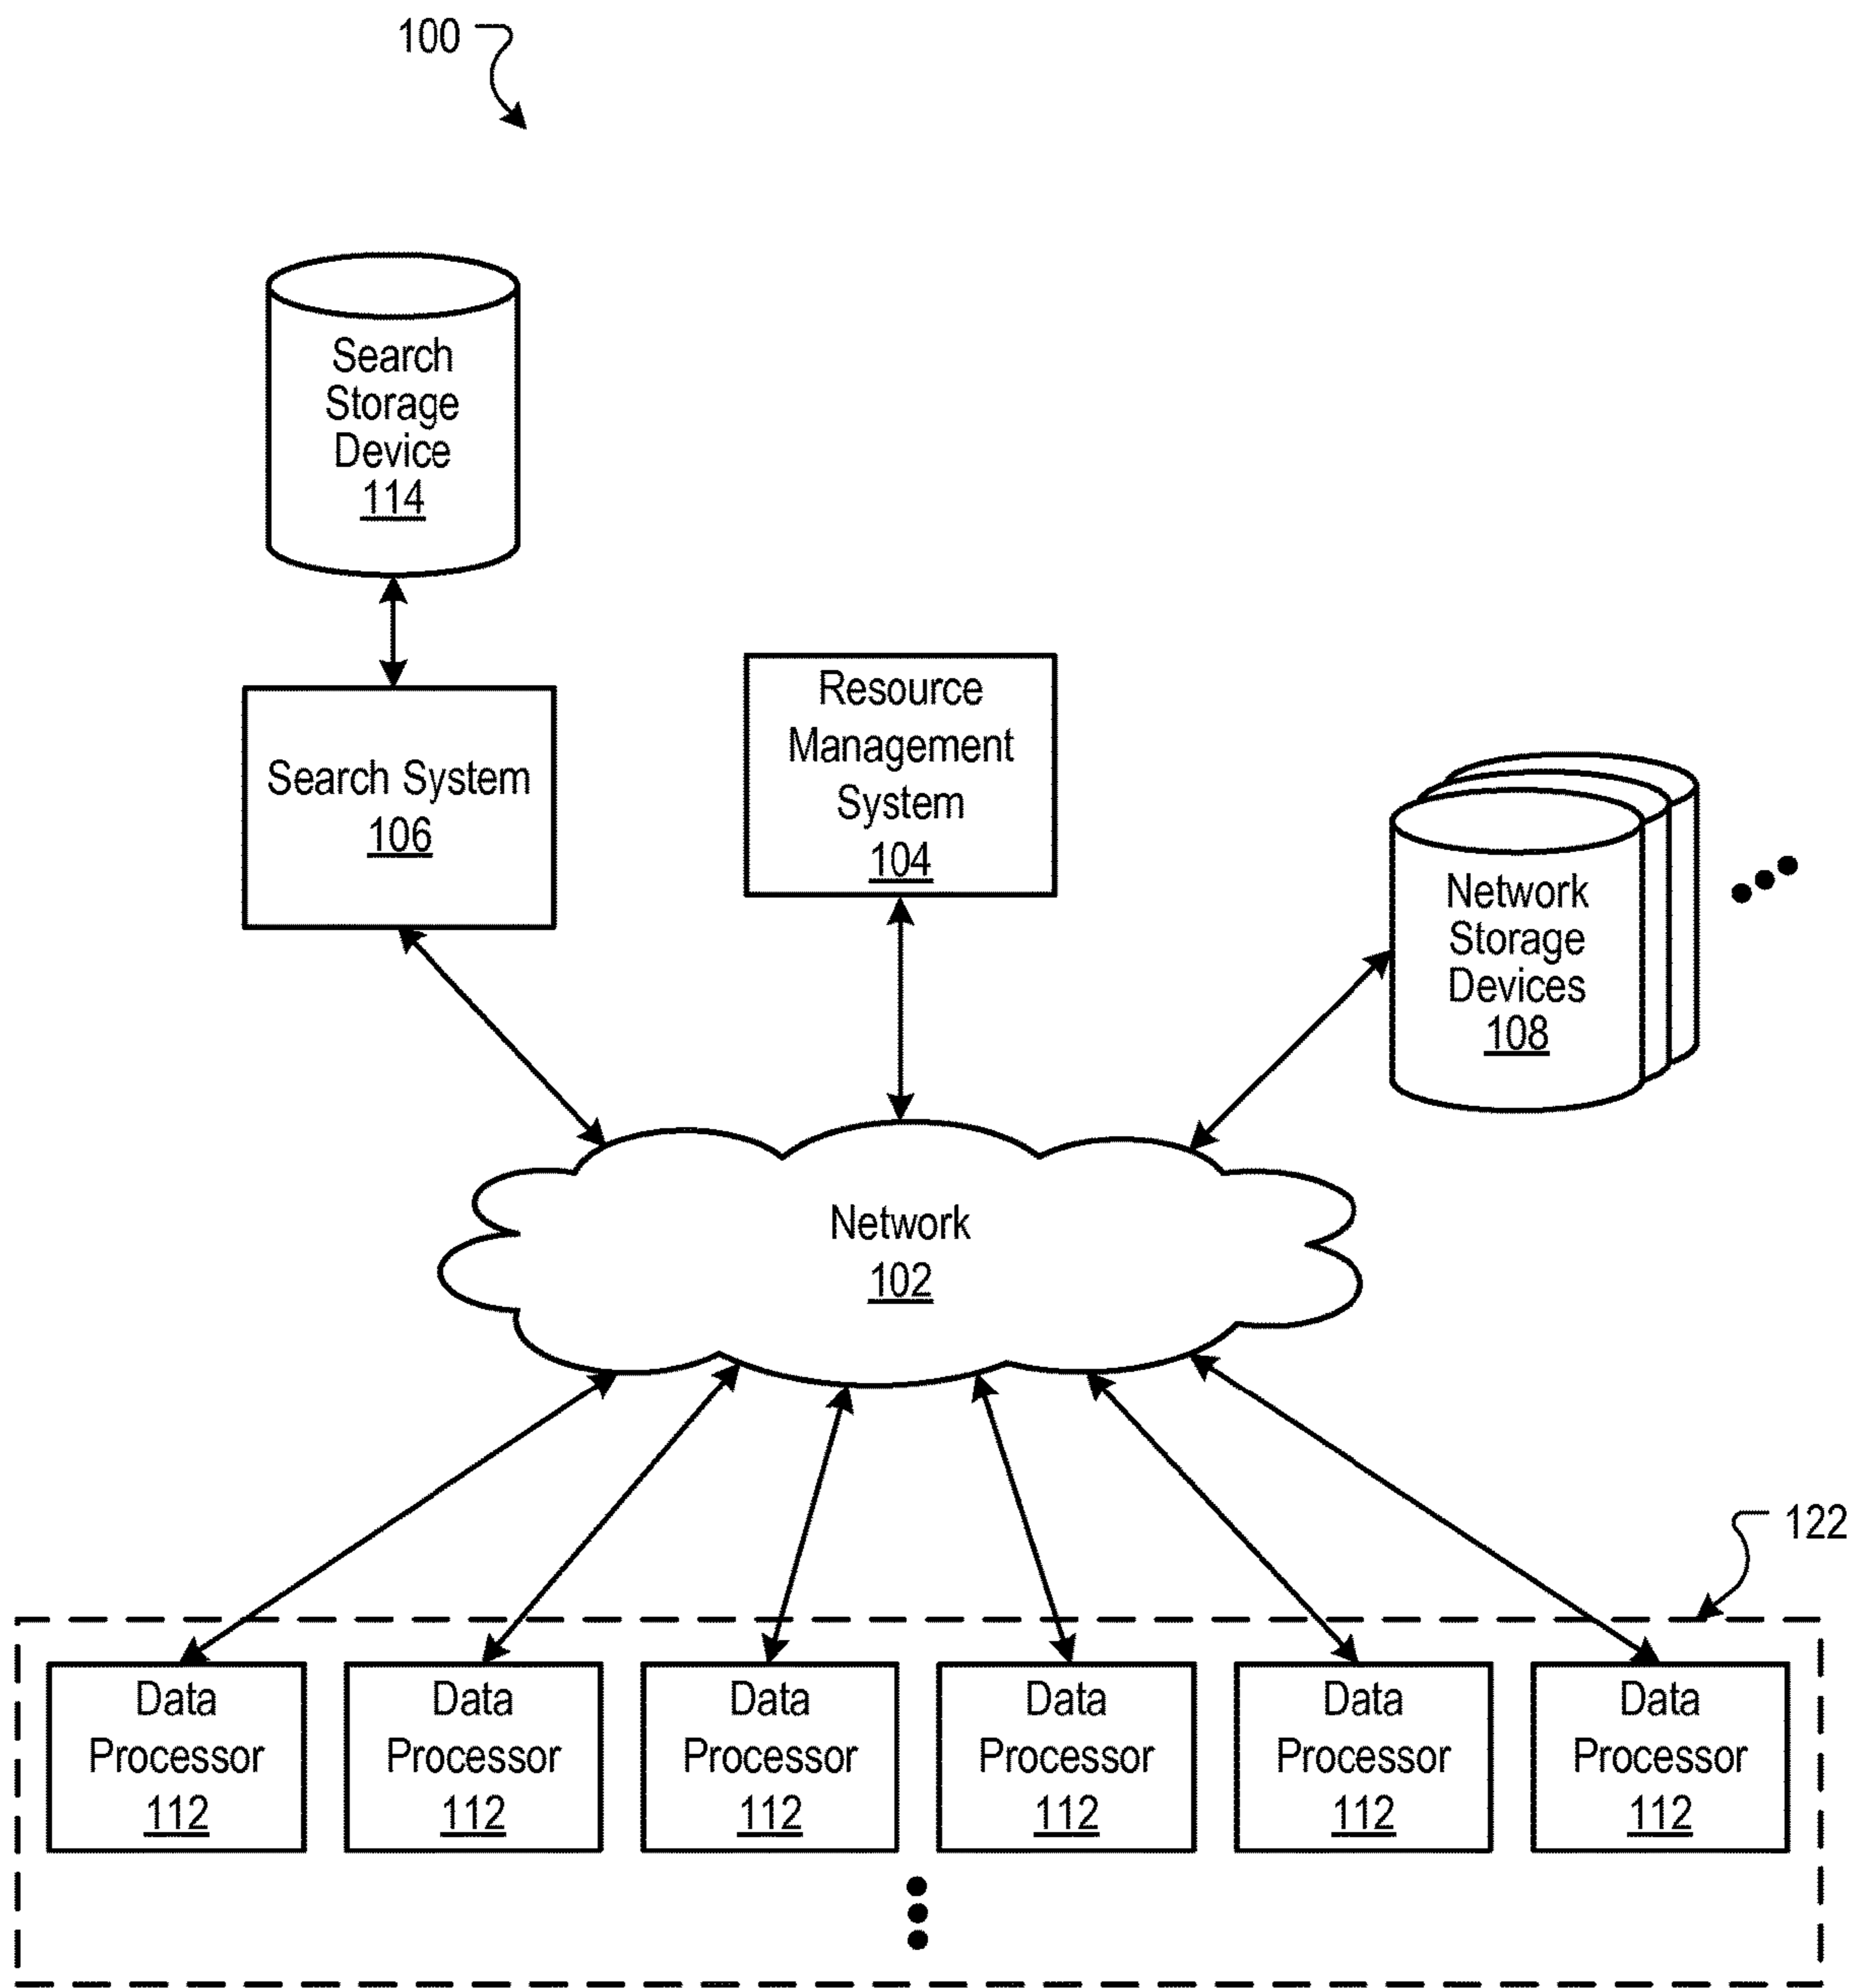 100
Search
Storage
Device
114
Search System
106
Resource
Management
System
104
Network
Storage
Devices
108
Network
102
122
Data
Processor
112
Data
Processor
112
Data
Processor
112
Data
Processor
112
Data
Processor
112
Data
Processor
112